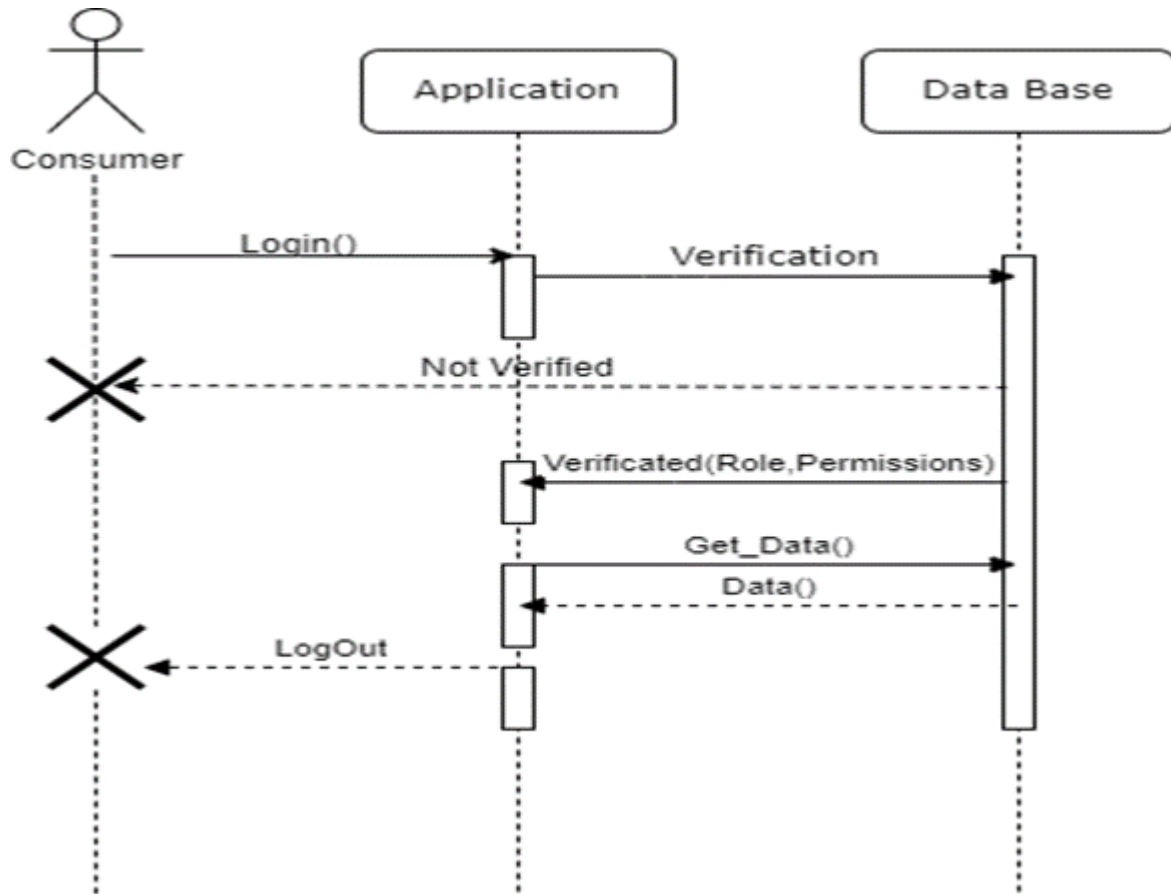 Application
Data Base
Consumer
Login()
Verification
Not Verified
Verificated(Role,Permissions)
Get_Data()
Data()
LogOut